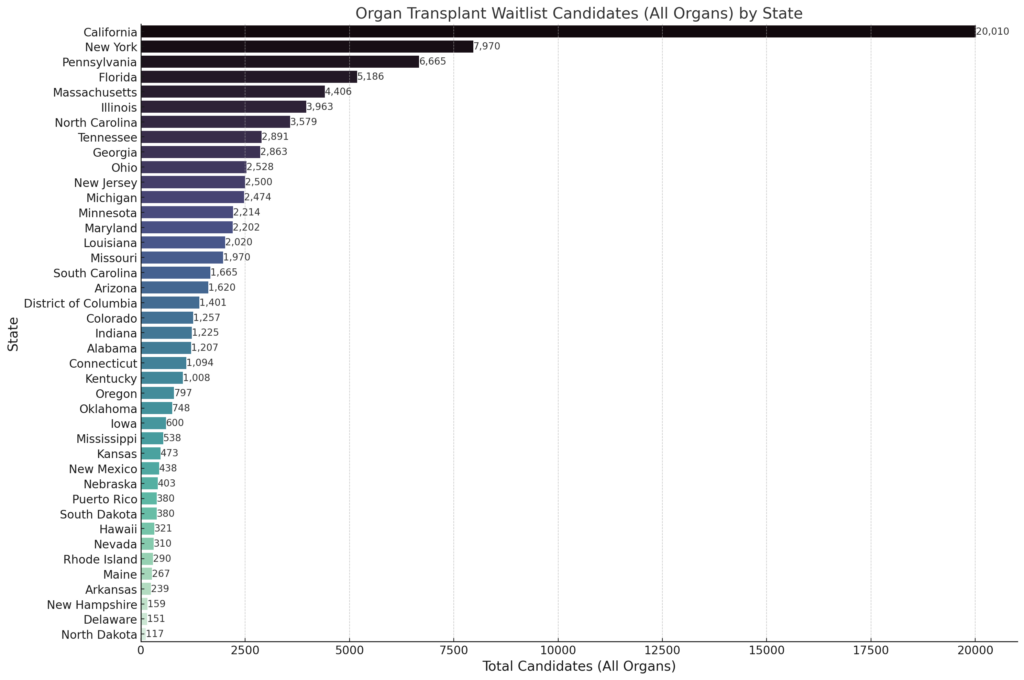 Organ Transplant Waitlist Candidates (All Organs) by State
California 20,010
New York 7,970
Pennsylvania 6,665
Florida 5,186
Massachusetts 4,406
Illinois 3,963
North Carolina 3,579
Tennessee 2,891
Georgia 2,863
Ohio 2,528
New Jersey 2,500
Michigan 2,474
Minnesota 2,214
Maryland 2,202
Louisiana 2,020
Missouri 1,970
South Carolina 1,665
Arizona 1,620
District of Columbia 1,401
Colorado 1,257
Indiana 1,225
Alabama 1,207
Connecticut 1,094
Kentucky 1,008
Oregon 797
Oklahoma 748
Iowa 600
Mississippi 538
Kansas 473
New Mexico 438
Nebraska 403
Puerto Rico 380
South Dakota 380
Hawaii 321
Nevada 310
Rhode Island 290
Maine 267
Arkansas 239
New Hampshire 159
Delaware 151
North Dakota 117
State
0 2500 5000 7500 10000 12500 15000 17500 20000
Total Candidates (All Organs)